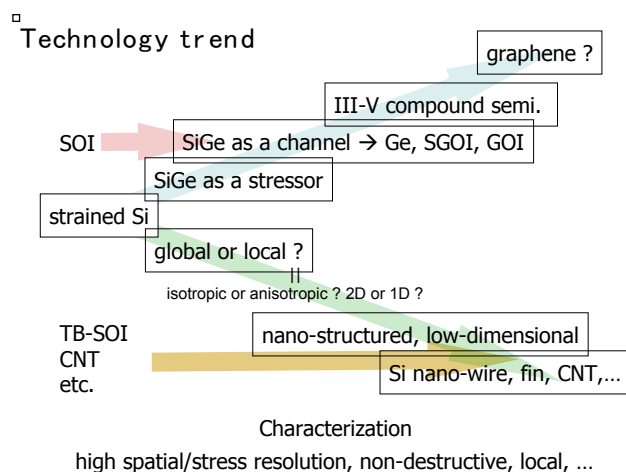 Technology trend
graphene ?
III-V compound semi.
SOI
SiGe as a channel → Ge, SGOI, GOI
SiGe as a stressor
strained Si
global or local ?
=
isotropic or anisotropic ? 2D or 1D ?
TB-SOI
CNT
etc.
nano-structured, low-dimensional
Si nano-wire, fin, CNT,...
Characterization
high spatial/stress resolution, non-destructive, local, ...